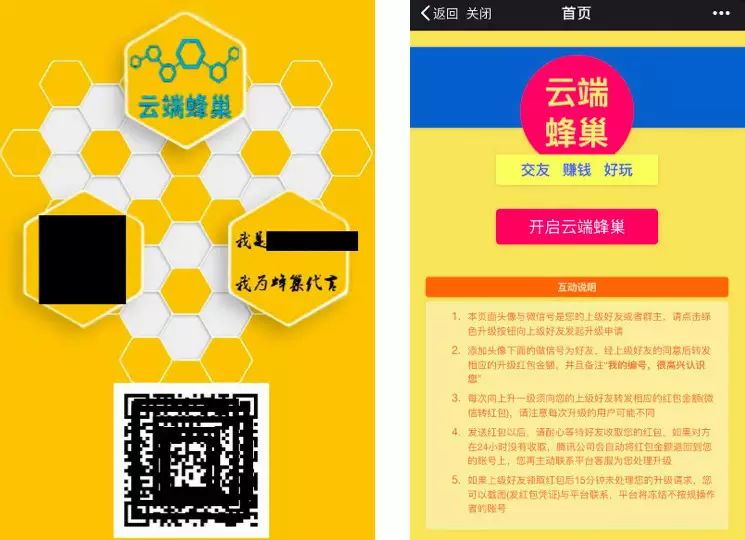 云端蜂巢
我是
我为蜂巢代言
返回 关闭
首页
云端
蜂巢
交友 赚钱 好玩
开启云端蜂巢
互动说明
1. 本页面头像与微信号是您的上级好友或者群主，请点击绿
色升级按钮向上级好友发起升级申请
2. 添加头像下面的微信号为好友，经上级好友的同意后转发
相应的升级红包金额，并且备注“我的编号，很高兴认识
您”
3. 每次向上升一级须向您的上级好友转发相应的红包金额(微
信转红包)，请注意每次升级的用户可能不同
4. 发送红包以后，请耐心等待好友收取您的红包，如果对方
在24小时没有收取，腾讯公司会自动将红包金额退回到您
的账号上，您再主动联系平台客服为您处理升级
5. 如果上级好友领取红包后15分钟未处理您的升级请求，您
可以截图(发红包凭证)与平台联系，平台将冻结不按规操作
者的账号